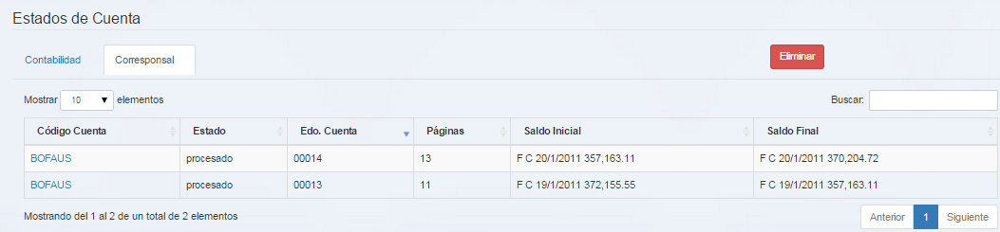 Estados de Cuenta
Contabilidad Corresponsal Eliminar
Mostrar 10 elementos Buscar:
Código Cuenta Estado Edo. Cuenta Páginas Saldo Inicial Saldo Final
BOFAUS procesado 00014 13 F C 20/1/2011 357,163.11 F C 20/1/2011 370,204.72
BOFAUS procesado 00013 11 F C 19/1/2011 372,155.55 F C 19/1/2011 357,163.11
Mostrando del 1 al 2 de un total de 2 elementos Anterior 1 Siguiente